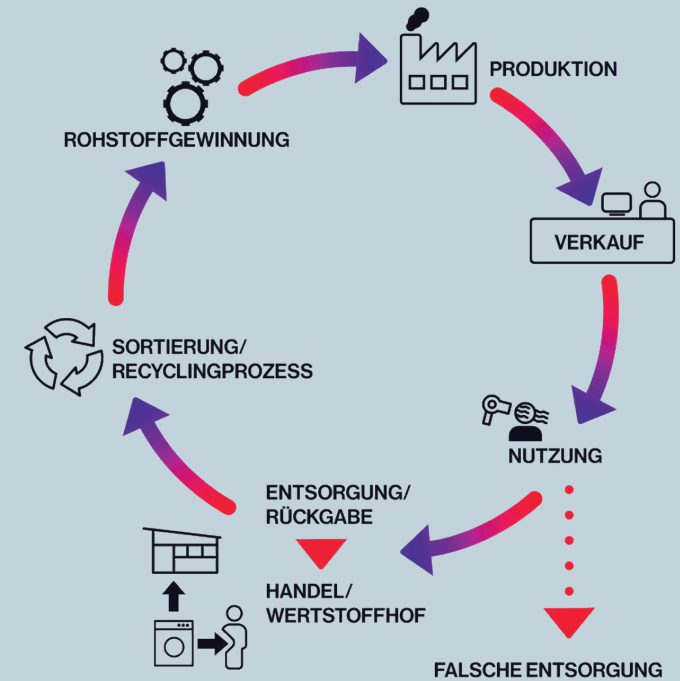 PRODUKTION
ROHSTOFFGEWINNUNG
VERKAUF
SORTIERUNG/
RECYCLINGPROZESS
NUTZUNG
ENTSORGUNG/
RÜCKGABE
HANDEL/
WERTSTOFFHOF
FALSCHE ENTSORGUNG